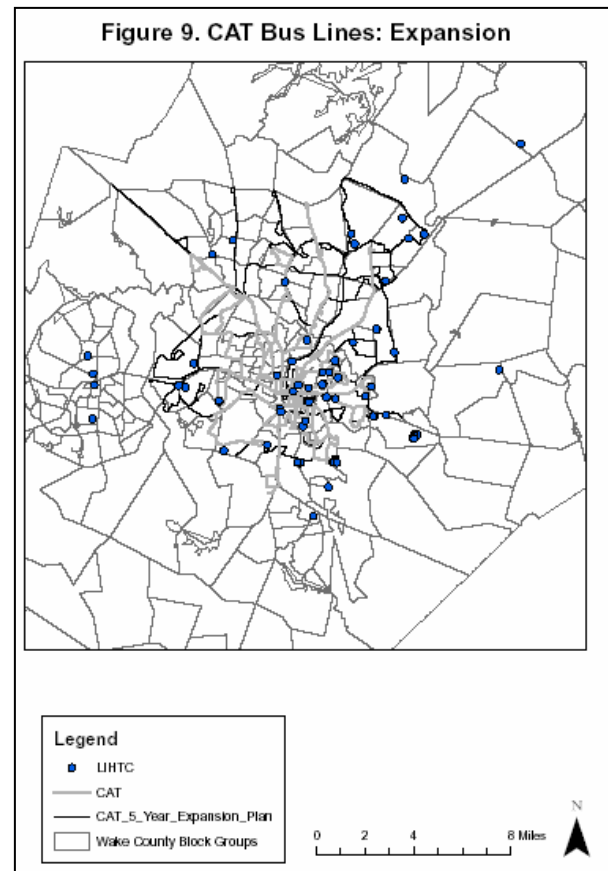 Figure 9. CAT Bus Lines: Expansion
Legend
LIHTC
CAT
CAT_5_Year_Expansion_Plan
Wake County Block Groups
N
0 2 4 8 Miles